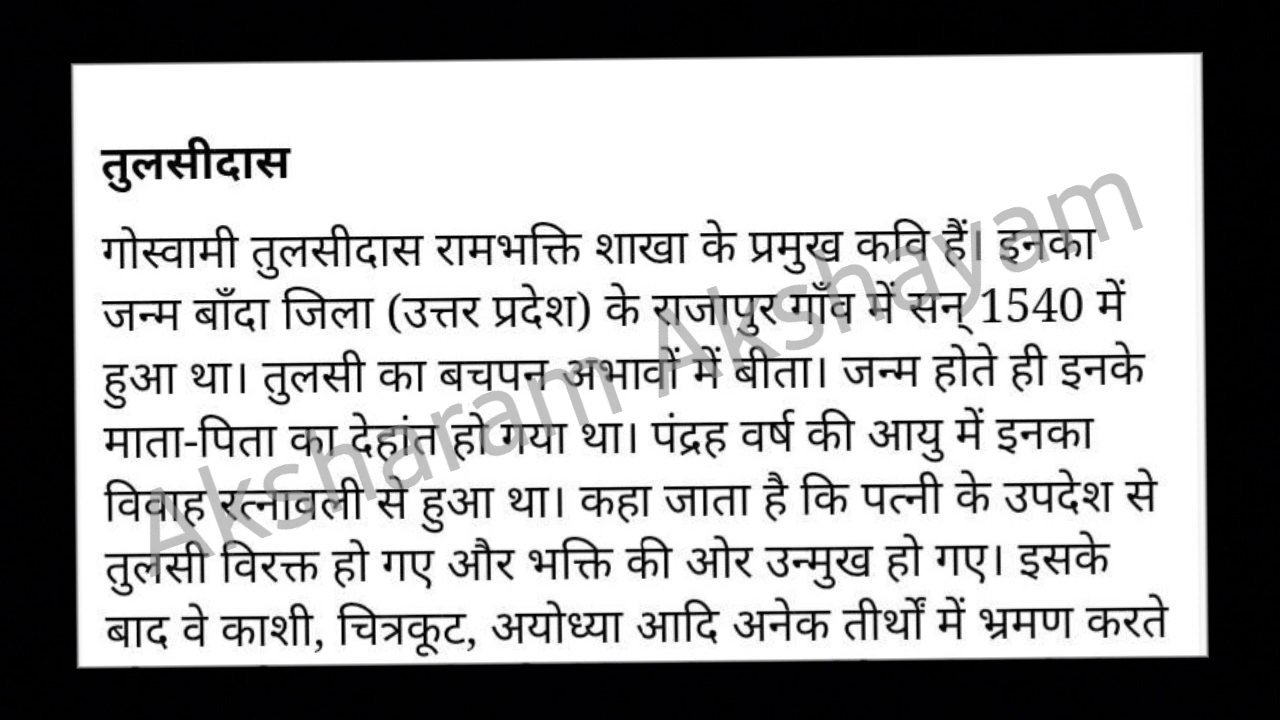 तुलसीदास
गोस्वामी तुलसीदास रामभक्ति शाखा के प्रमुख कवि हैं। इनका
जन्म बाँदा जिला (उत्तर प्रदेश) के राजापुर गाँव में सन् 1540 में
हुआ था। तुलसी का बचपन अभावों में बीता। जन्म होते ही इनके
माता-पिता का देहांत हो गया था। पंद्रह वर्ष की आयु में इनका
विवाह रत्नावली से हुआ था। कहा जाता है कि पत्नी के उपदेश से
तुलसी विरक्त हो गए और भक्ति की ओर उन्मुख हो गए। इसके
बाद वे काशी, चित्रकूट, अयोध्या आदि अनेक तीर्थों में भ्रमण करते
Aksharam Akshayam